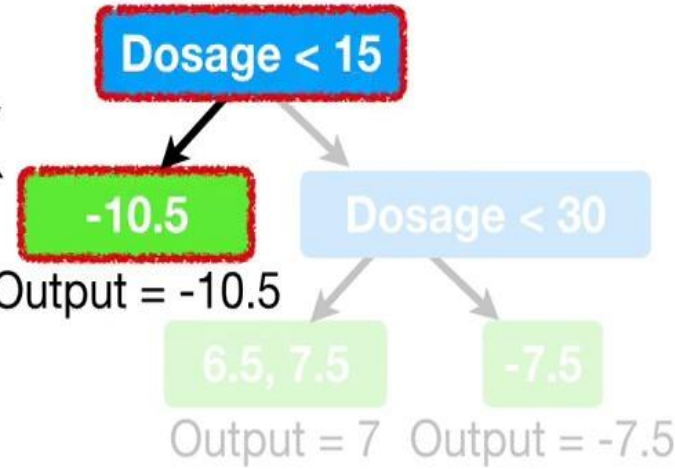 Dosage < 15
-10.5
Dosage < 30
Output = -10.5
6.5, 7.5
-7.5
Output = 7
Output = -7.5